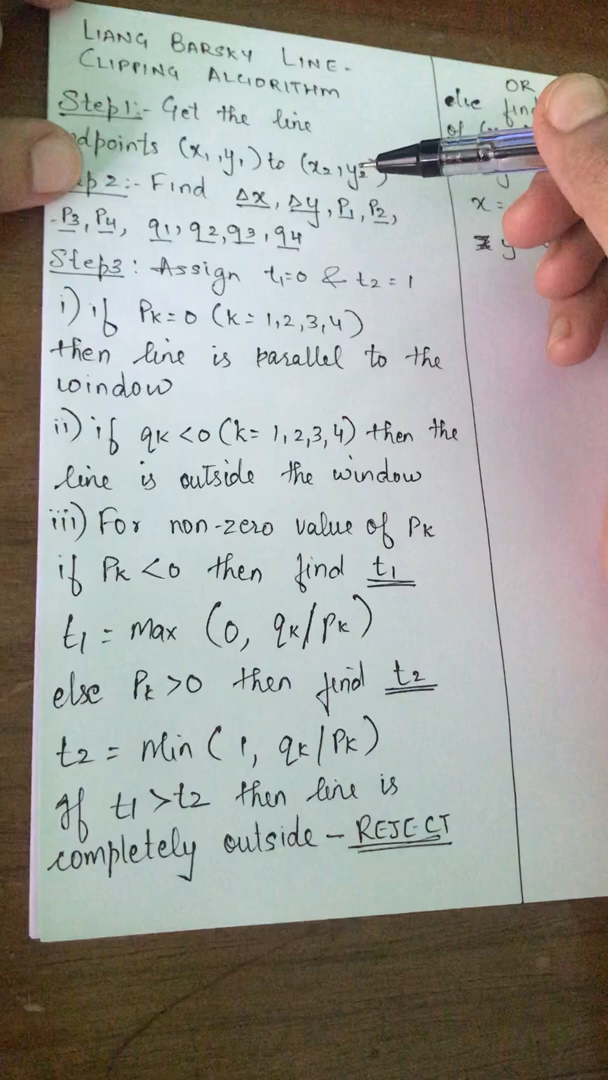 LIANG BARSKY LINE-
CLIPPING ALGORITHM
Step1:- Get the line
dpoints (x1,y1) to (x2,y2)
p2:- Find Δx, Δy, P1, P2,
P3, P4, q1, q2, q3, q4
Step3: Assign t1=0 & t2=1
i) if Pk=0 (k=1,2,3,4)
then line is parallel to the
window
ii) if qk<0 (k=1,2,3,4) then the
line is outside the window
iii) For non-zero value of Pk
if Pk<0 then find t1
t1 = max (0, qk/pk)
else Pk>0 then find t2
t2 = Min (1, qk/Pk)
If t1>t2 then line is
completely outside - REJECT
OR
else find
of
x =
y